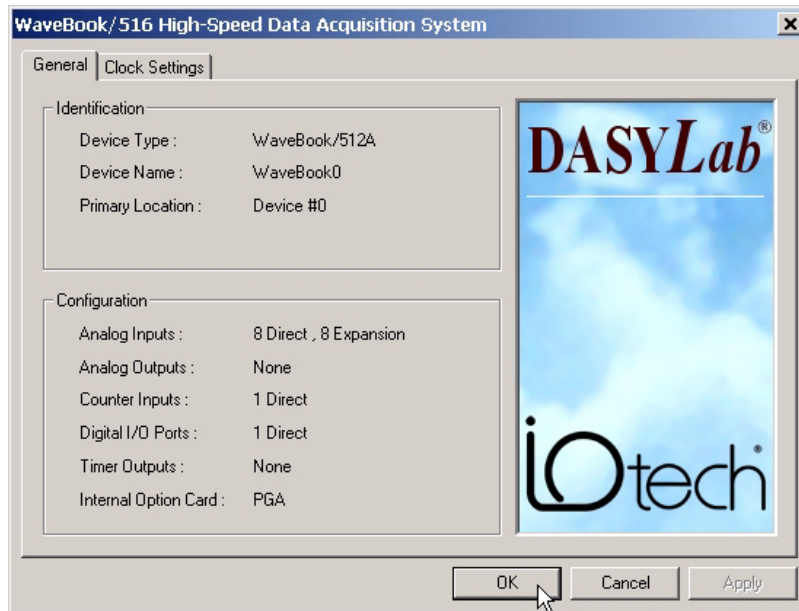 WaveBook/516 High-Speed Data Acquisition System
General
Clock Settings
Identification
Device Type : WaveBook/512A
Device Name : WaveBook0
Primary Location : Device #0
Configuration
Analog Inputs : 8 Direct , 8 Expansion
Analog Outputs : None
Counter Inputs : 1 Direct
Digital I/O Ports : 1 Direct
Timer Outputs : None
Internal Option Card : PGA
DASYLab®
iOtech®
OK
Cancel
Apply